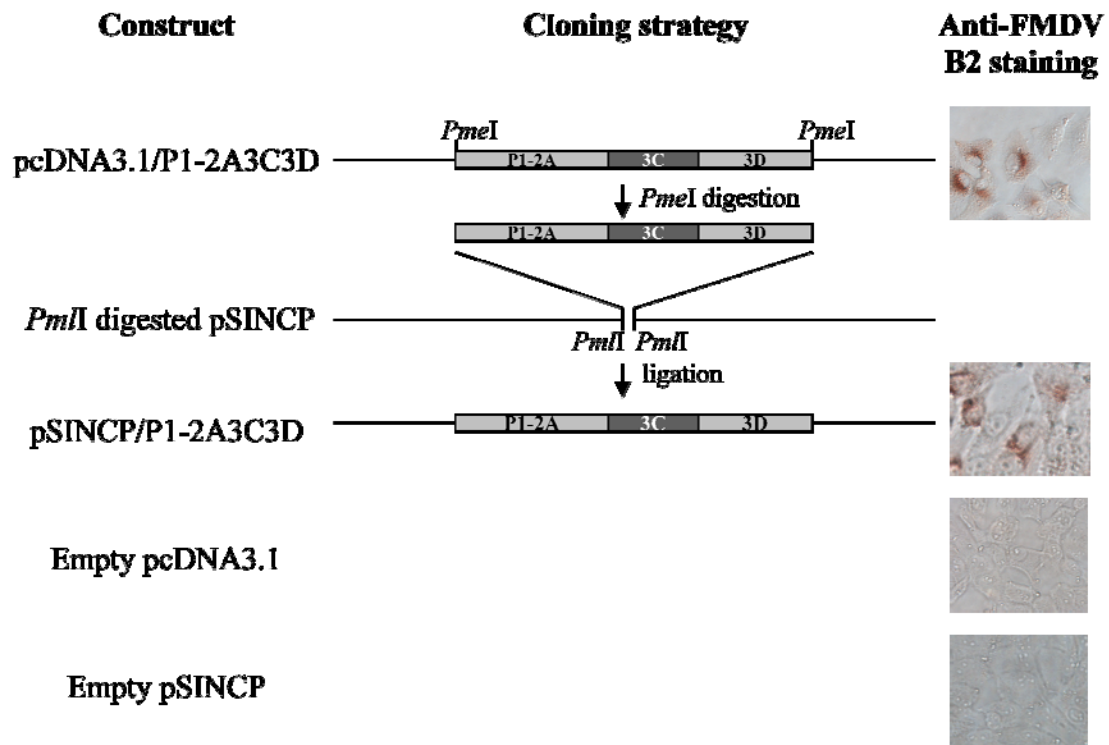 Construct
Cloning strategy
Anti-FMDV
B2 staining
PmeI
PmeI
pcDNA3.1/P1-2A3C3D
P1-2A
3C
3D
PmeI digestion
P1-2A
3C
3D
PmlI digested pSINCP
PmlI
PmlI
ligation
pSINCP/P1-2A3C3D
P1-2A
3C
3D
Empty pcDNA3.1
Empty pSINCP